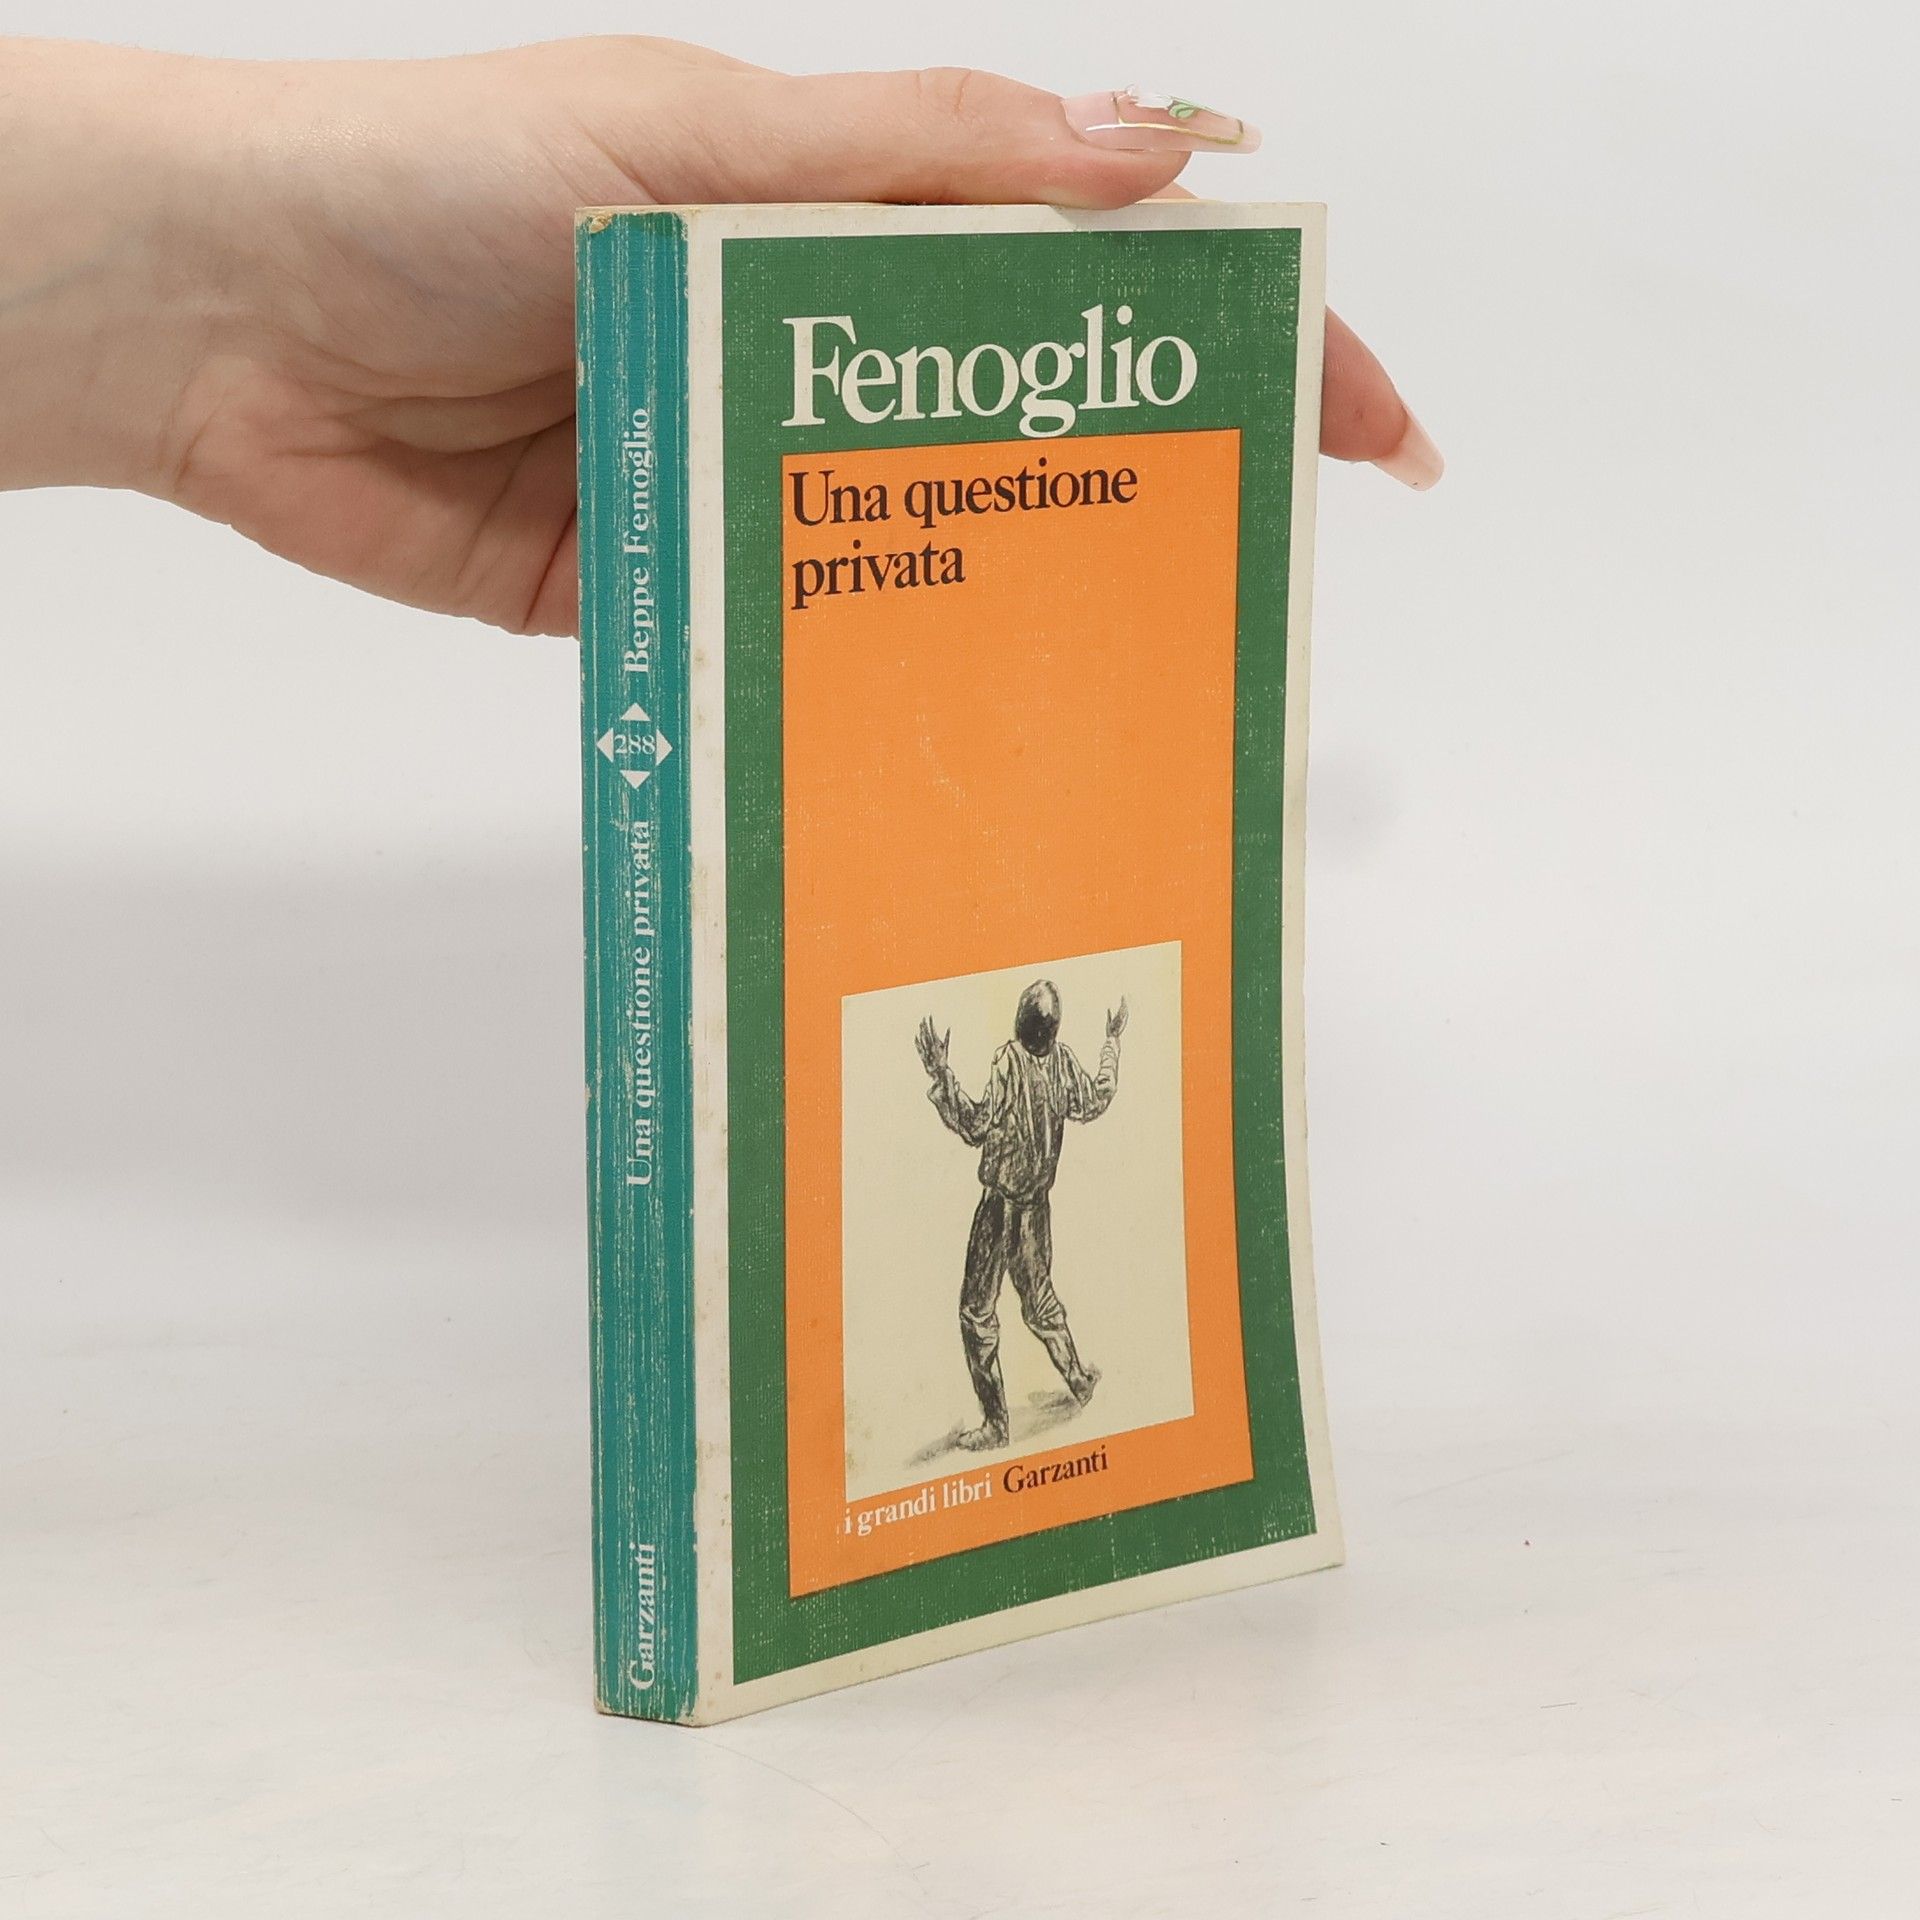 Fenoglio
Una questione
privata
i grandi libri Garzanti
Garzanti Una questione privata 288 Beppe Fenoglio